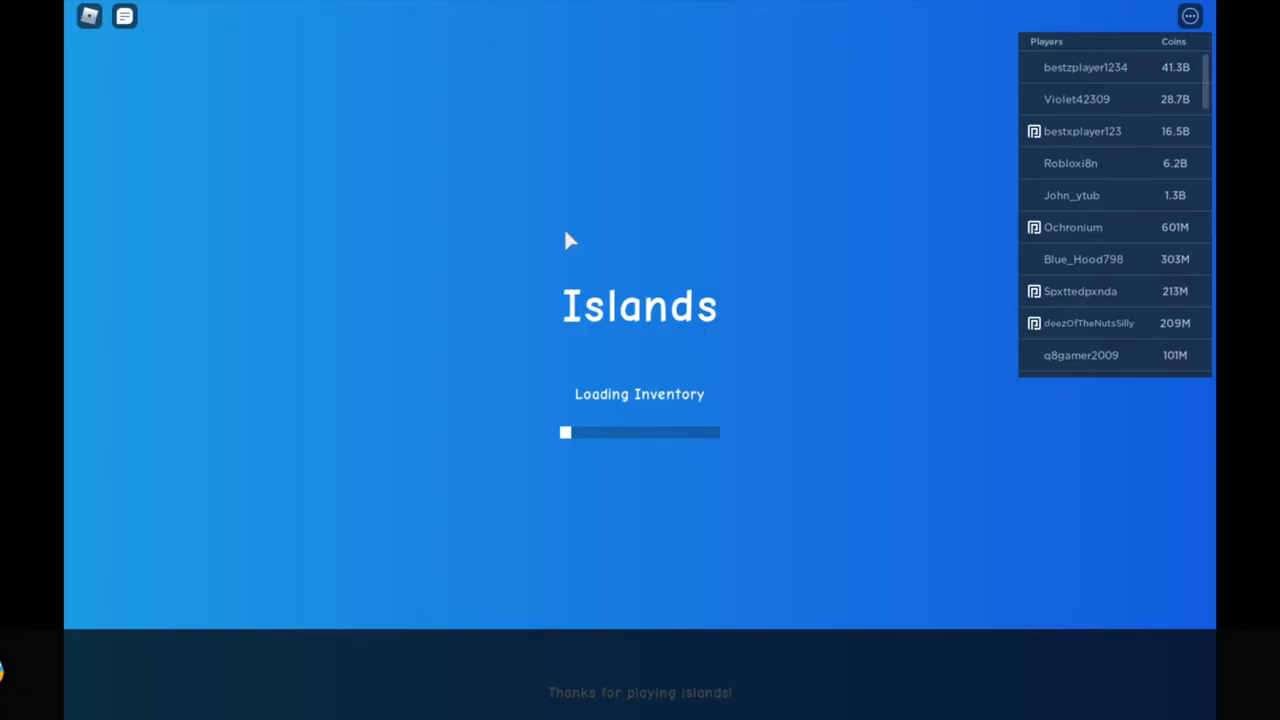 Players Coins
bestzplayer1234 41.3B
Violet42309 28.7B
bestxplayer123 16.5B
Robloxi8n 6.2B
John_ytub 1.3B
Ochronium 601M
Blue_Hood798 303M
Spxttedpxnda 213M
deezOfTheNutsSilly 209M
q8gamer2009 101M
Islands
Loading Inventory
Thanks for playing islands!